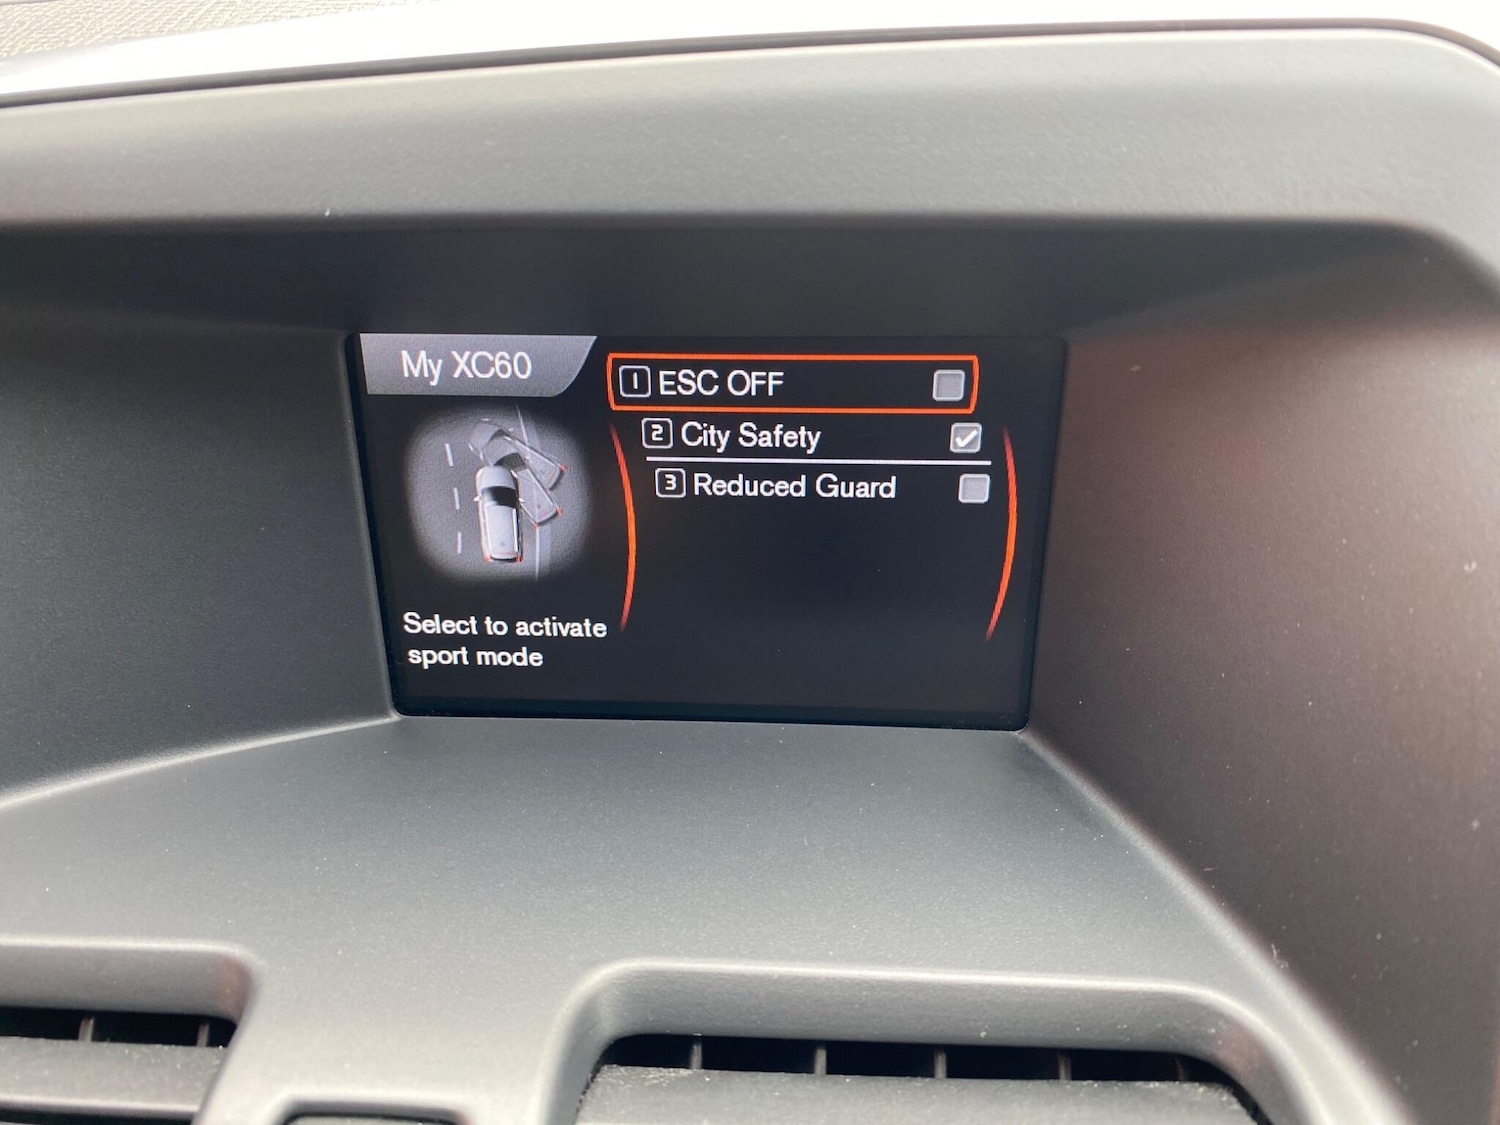 My XC60
1 ESC OFF
2 City Safety
3 Reduced Guard
Select to activate
sport mode